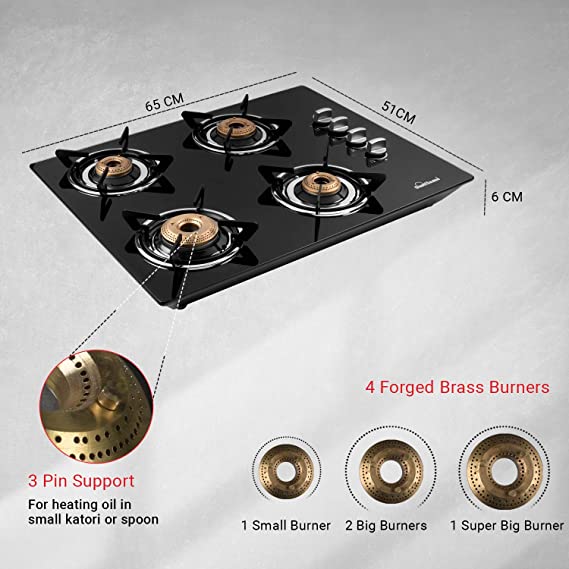 65 CM
51CM
6 CM
4 Forged Brass Burners
3 Pin Support
For heating oil in
small katori or spoon
1 Small Burner
2 Big Burners
1 Super Big Burner